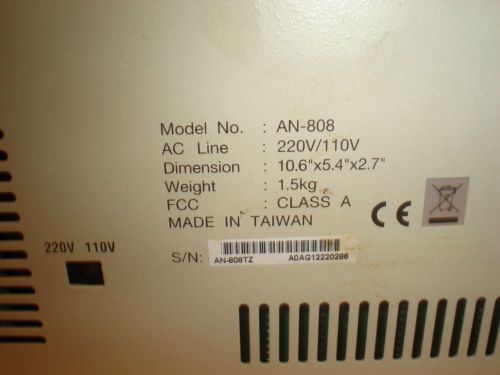 Model No. : AN-808
AC Line : 220V/110V
Dimension : 10.6"x5.4"x2.7"
Weight : 1.5kg
FCC : CLASS A
MADE IN TAIWAN
CE
220V 110V
S/N:
AN-808TZ A0AG12220286